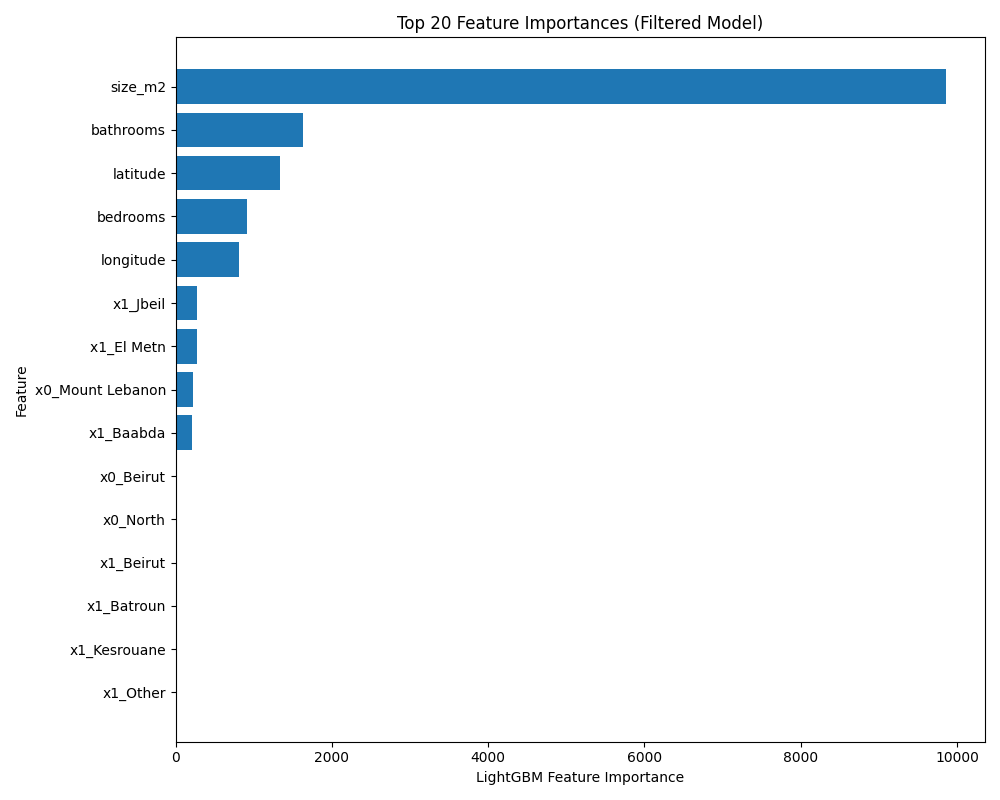 Top 20 Feature Importances (Filtered Model)
size_m2
bathrooms
latitude
bedrooms
longitude
x1_Jbeil
x1_El Metn
x0_Mount Lebanon
x1_Baabda
x0_Beirut
x0_North
x1_Beirut
x1_Batroun
x1_Kesrouane
x1_Other
Feature
0 2000 4000 6000 8000 10000
LightGBM Feature Importance